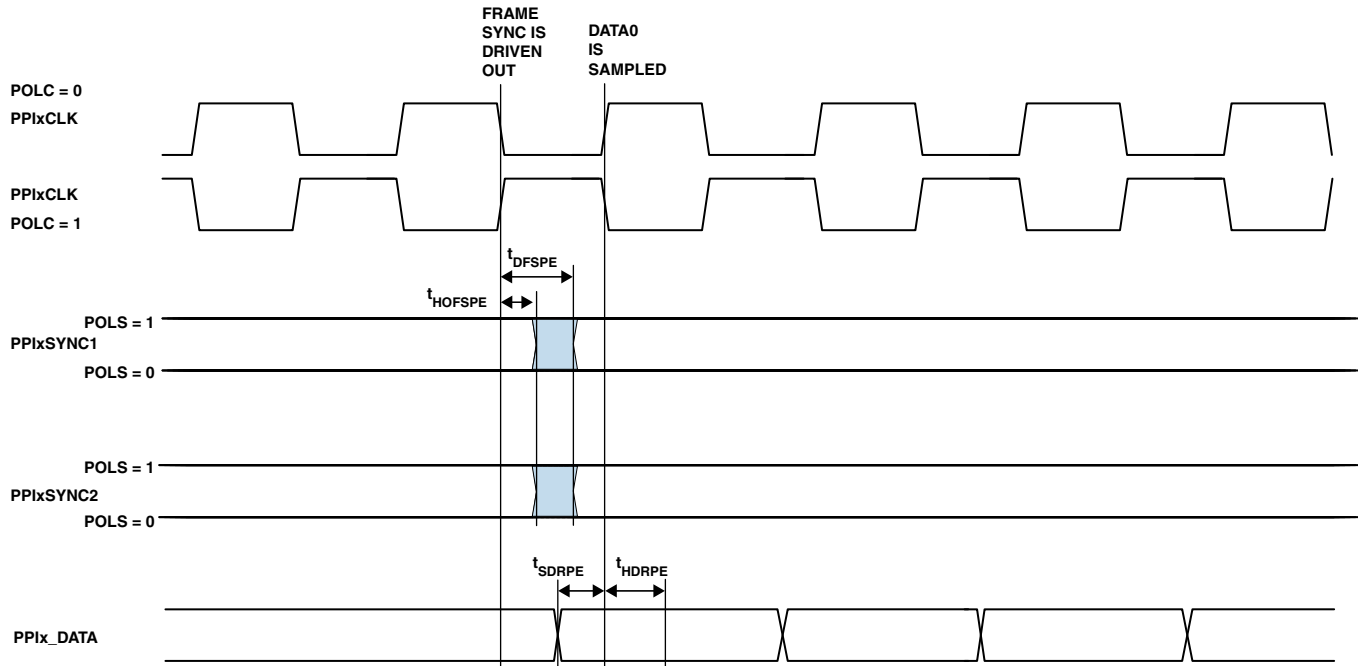 FRAME
SYNC IS
DRIVEN
OUT
DATA0
IS
SAMPLED
POLC = 0
PPIxCLK
PPIxCLK
POLC = 1
tDFSPE
tHOFSPE
POLS = 1
PPIxSYNC1
POLS = 0
POLS = 1
PPIxSYNC2
POLS = 0
tSDRPE
tHDRPE
PPIx_DATA